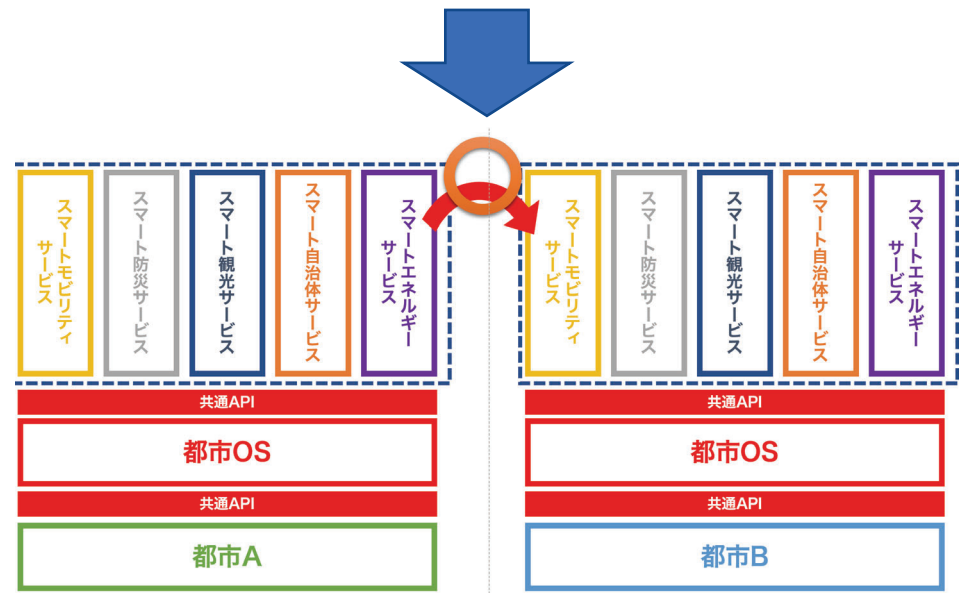 スマートモビリティ
サービス
スマート防災サービス
スマート観光サービス
スマート自治体サービス
スマートエネルギー
サービス
共通API
都市OS
共通API
都市A
スマートモビリティ
サービス
スマート防災サービス
スマート観光サービス
スマート自治体サービス
スマートエネルギー
サービス
共通API
都市OS
共通API
都市B